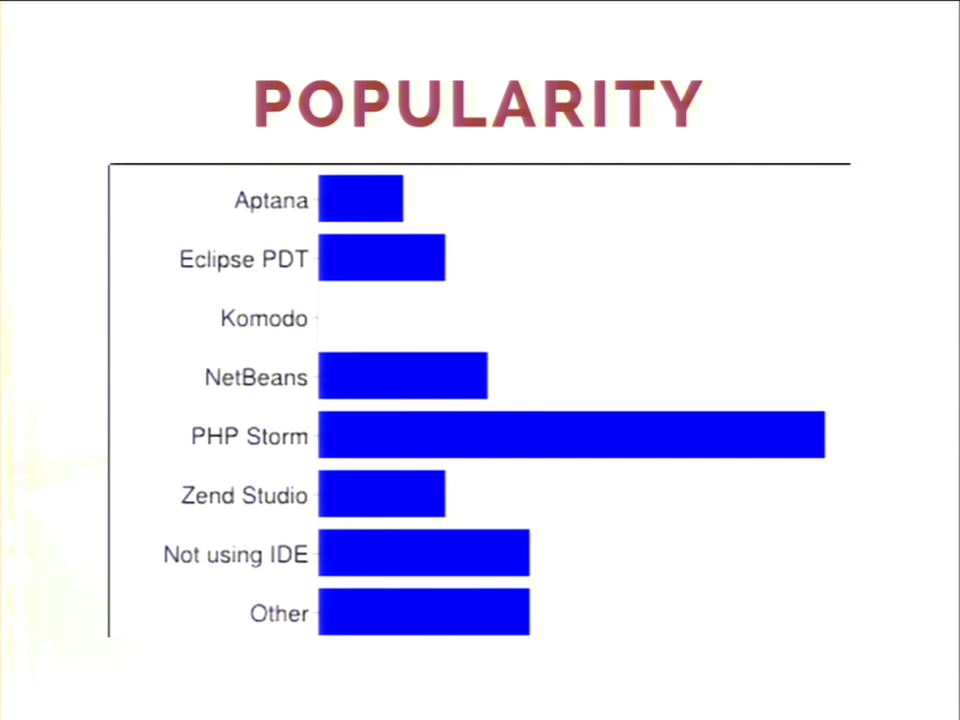 POPULARITY
Aptana
Eclipse PDT
Komodo
NetBeans
PHP Storm
Zend Studio
Not using IDE
Other